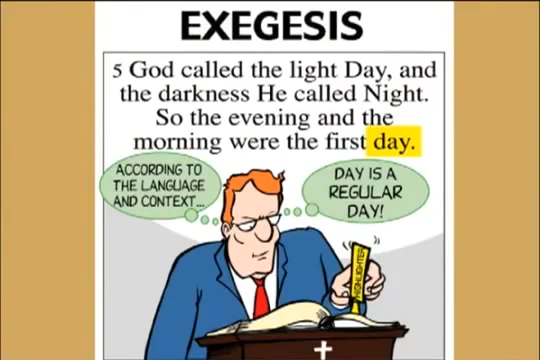 EXEGESIS
5 God called the light Day, and
the darkness He called Night.
So the evening and the
morning were the first day.
ACCORDING TO
THE LANGUAGE
AND CONTEXT...
DAY IS A
REGULAR
DAY!
HIGHLIGHTER